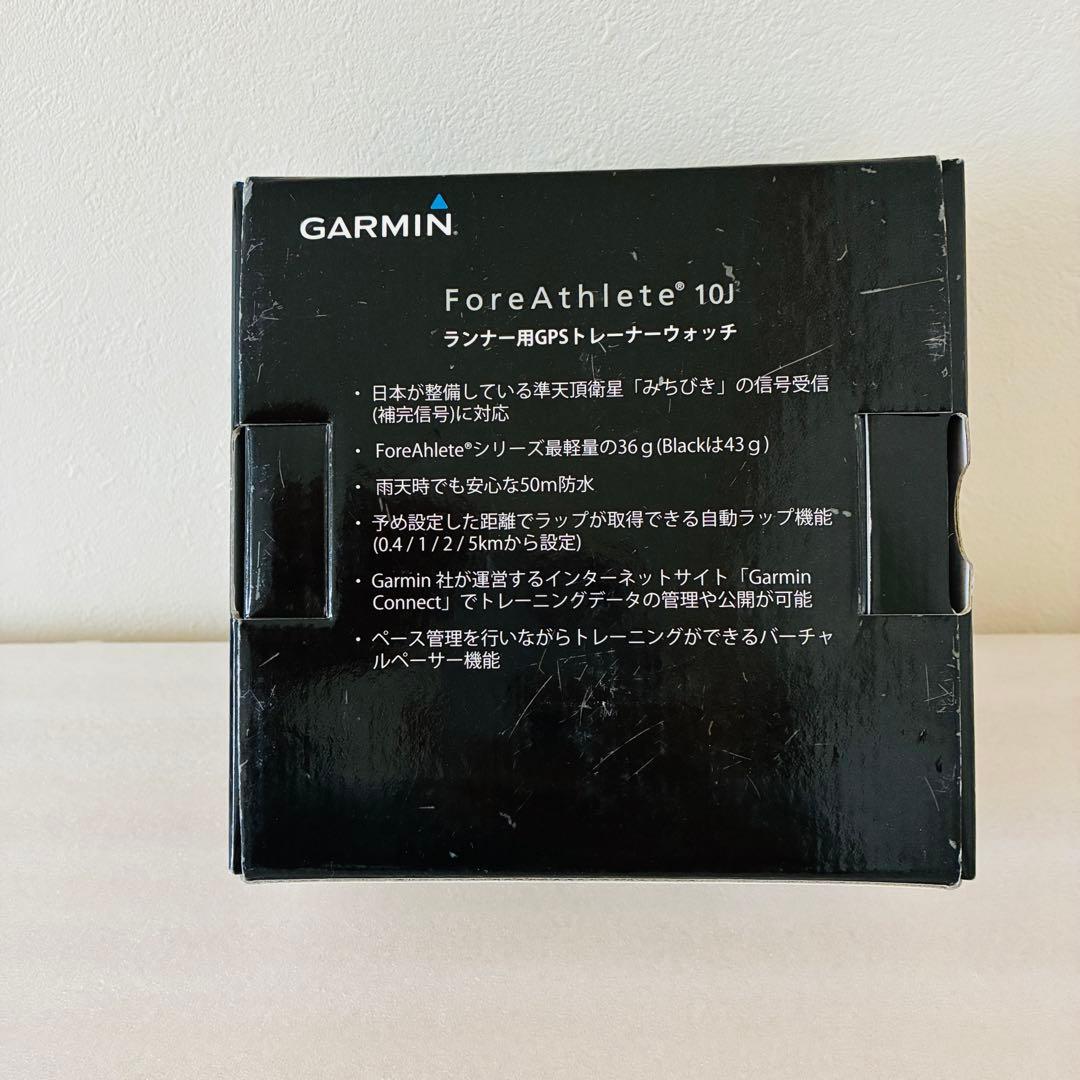 GARMIN
ForeAthlete® 10J
ランナー用GPSトレーナーウォッチ
・日本が整備している準天頂衛星「みちびき」の信号受信
(補完信号)に対応
・ForeAhlete®シリーズ最軽量の36g(Blackは43g)
・雨天時でも安心な50m防水
・予め設定した距離でラップが取得できる自動ラップ機能
(0.4 / 1 / 2 / 5kmから設定)
・Garmin 社が運営するインターネットサイト「Garmin
Connect」でトレーニングデータの管理や公開が可能
・ペース管理を行いながらトレーニングができるバーチャ
ルペーサー機能